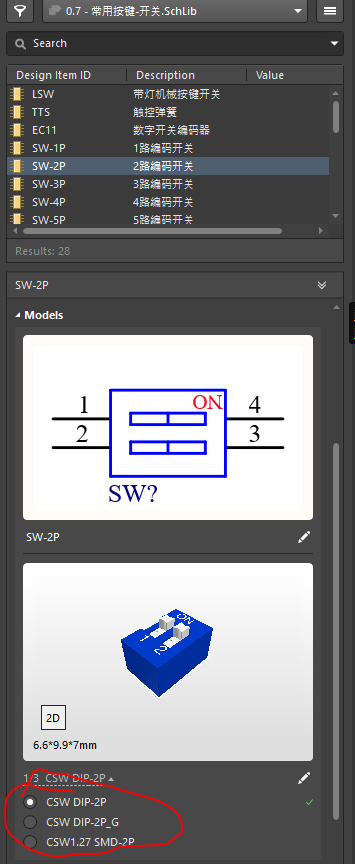 0.7 - 常用按键-开关.SchLib
Search
Design Item ID Description Value
LSW 带灯机械按键开关
TTS 触控弹簧
EC11 数字开关编码器
SW-1P 1路编码开关
SW-2P 2路编码开关
SW-3P 3路编码开关
SW-4P 4路编码开关
SW-5P 5路编码开关
Results: 28
SW-2P
Models
ON
1 4
2 3
SW?
SW-2P
ON
1 2
2D
6.6*9.9*7mm
1/3 CSW DIP-2P
CSW DIP-2P
CSW DIP-2P_G
CSW1.27 SMD-2P